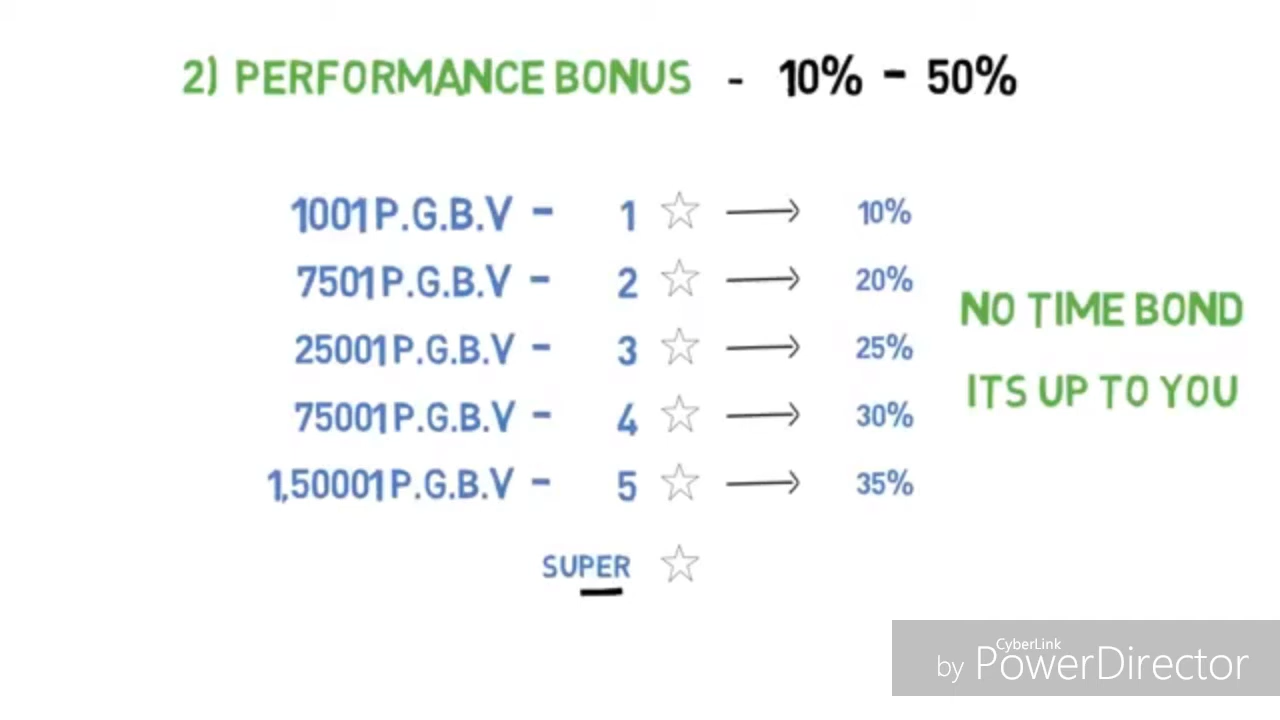 2) PERFORMANCE BONUS - 10% - 50%
1001 P.G.B.V - 1 ☆ → 10%
7501 P.G.B.V - 2 ☆ → 20%
25001 P.G.B.V - 3 ☆ → 25%
75001 P.G.B.V - 4 ☆ → 30%
1,50001 P.G.B.V - 5 ☆ → 35%
SUPER ☆
NO TIME BOND
ITS UP TO YOU
CyberLink
by PowerDirector